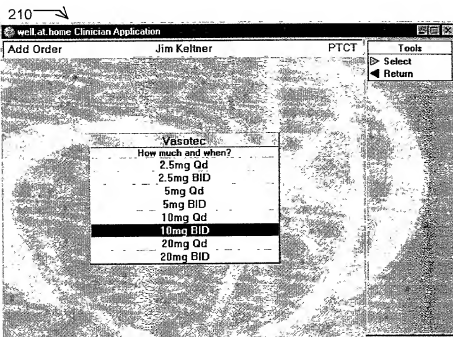 210
well.at.home Clinician Application
Add Order Jim Keltner PTCT
Tools
Select
Return
Vasotec
How much and when?
2.5mg Qd
2.5mg BID
5mg Qd
5mg BID
10mg Qd
10mg BID
20mg Qd
20mg BID